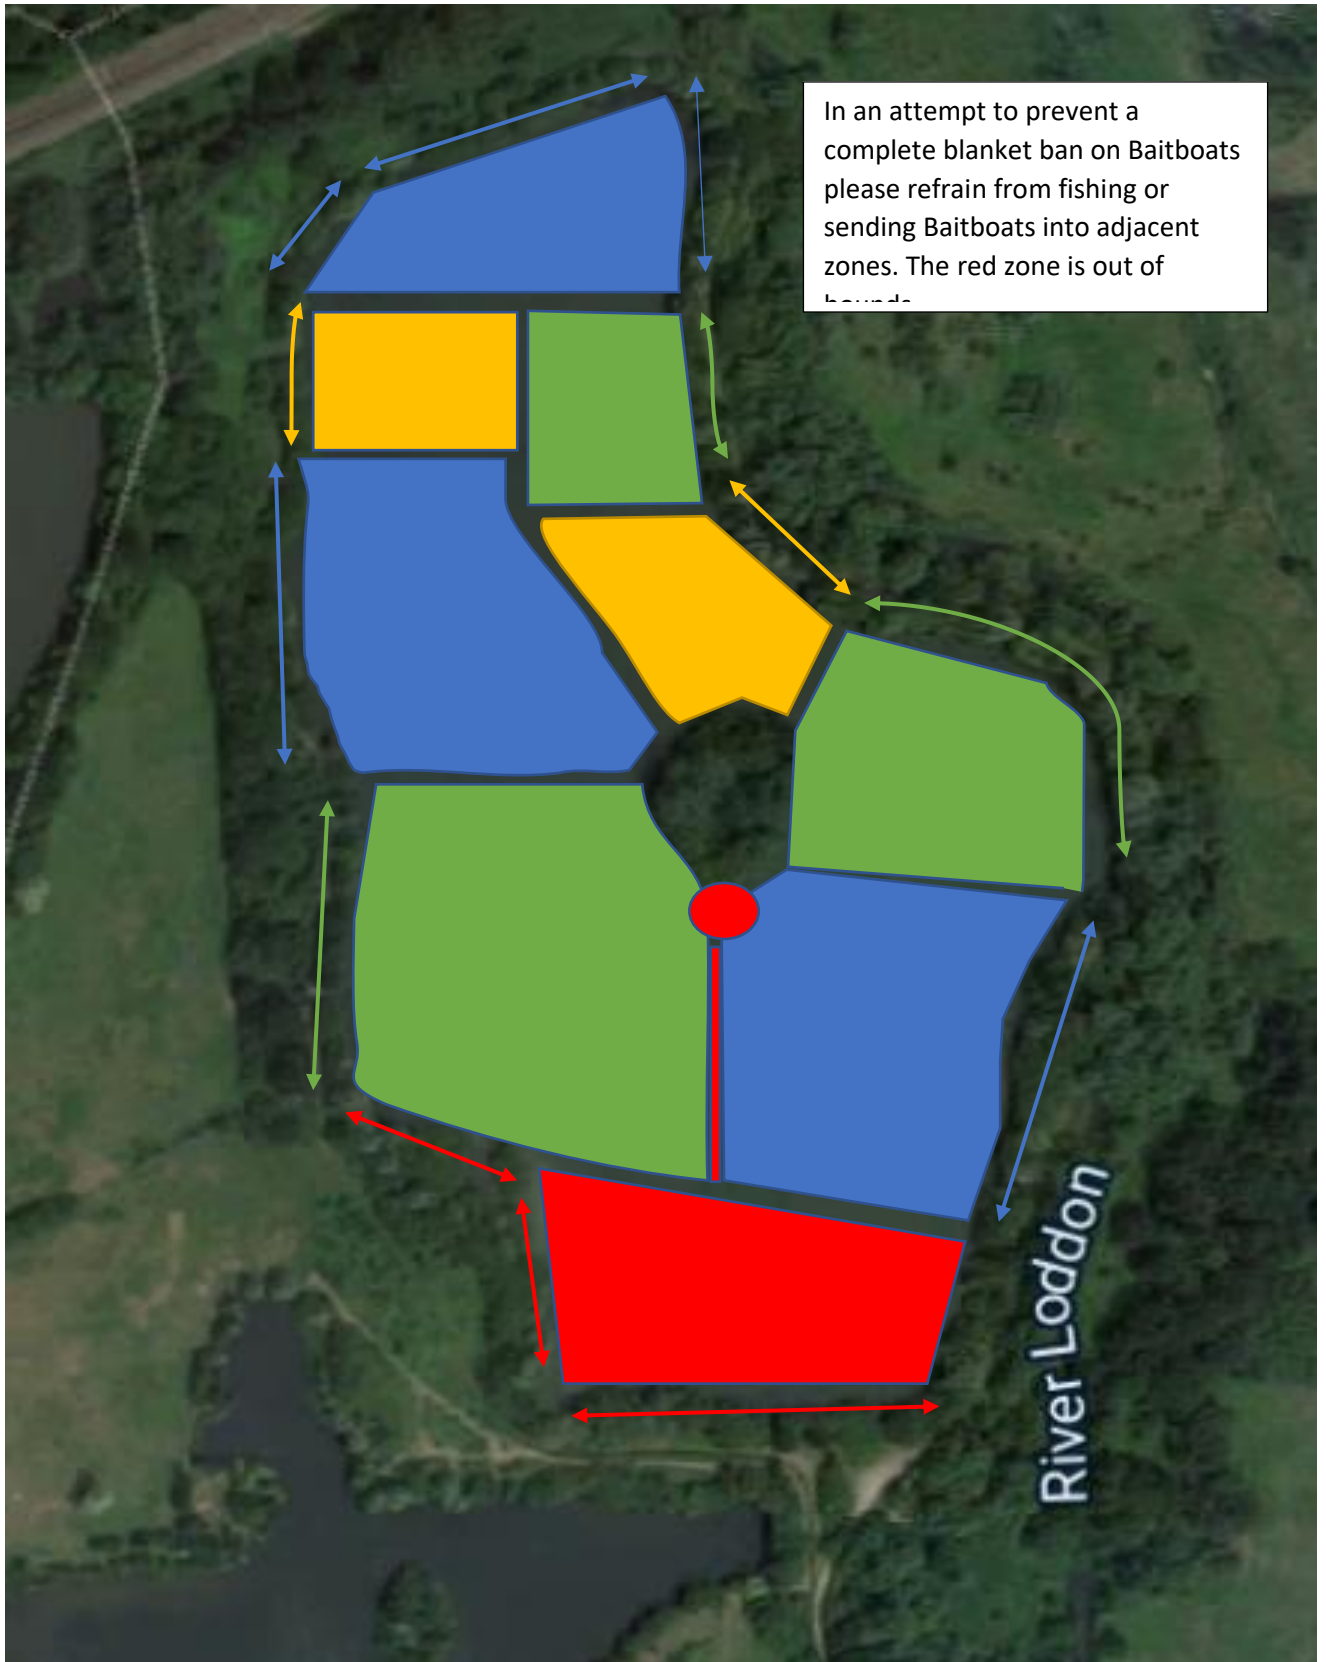 In an attempt to prevent a
complete blanket ban on Baitboats
please refrain from fishing or
sending Baitboats into adjacent
zones. The red zone is out of
River Loddon